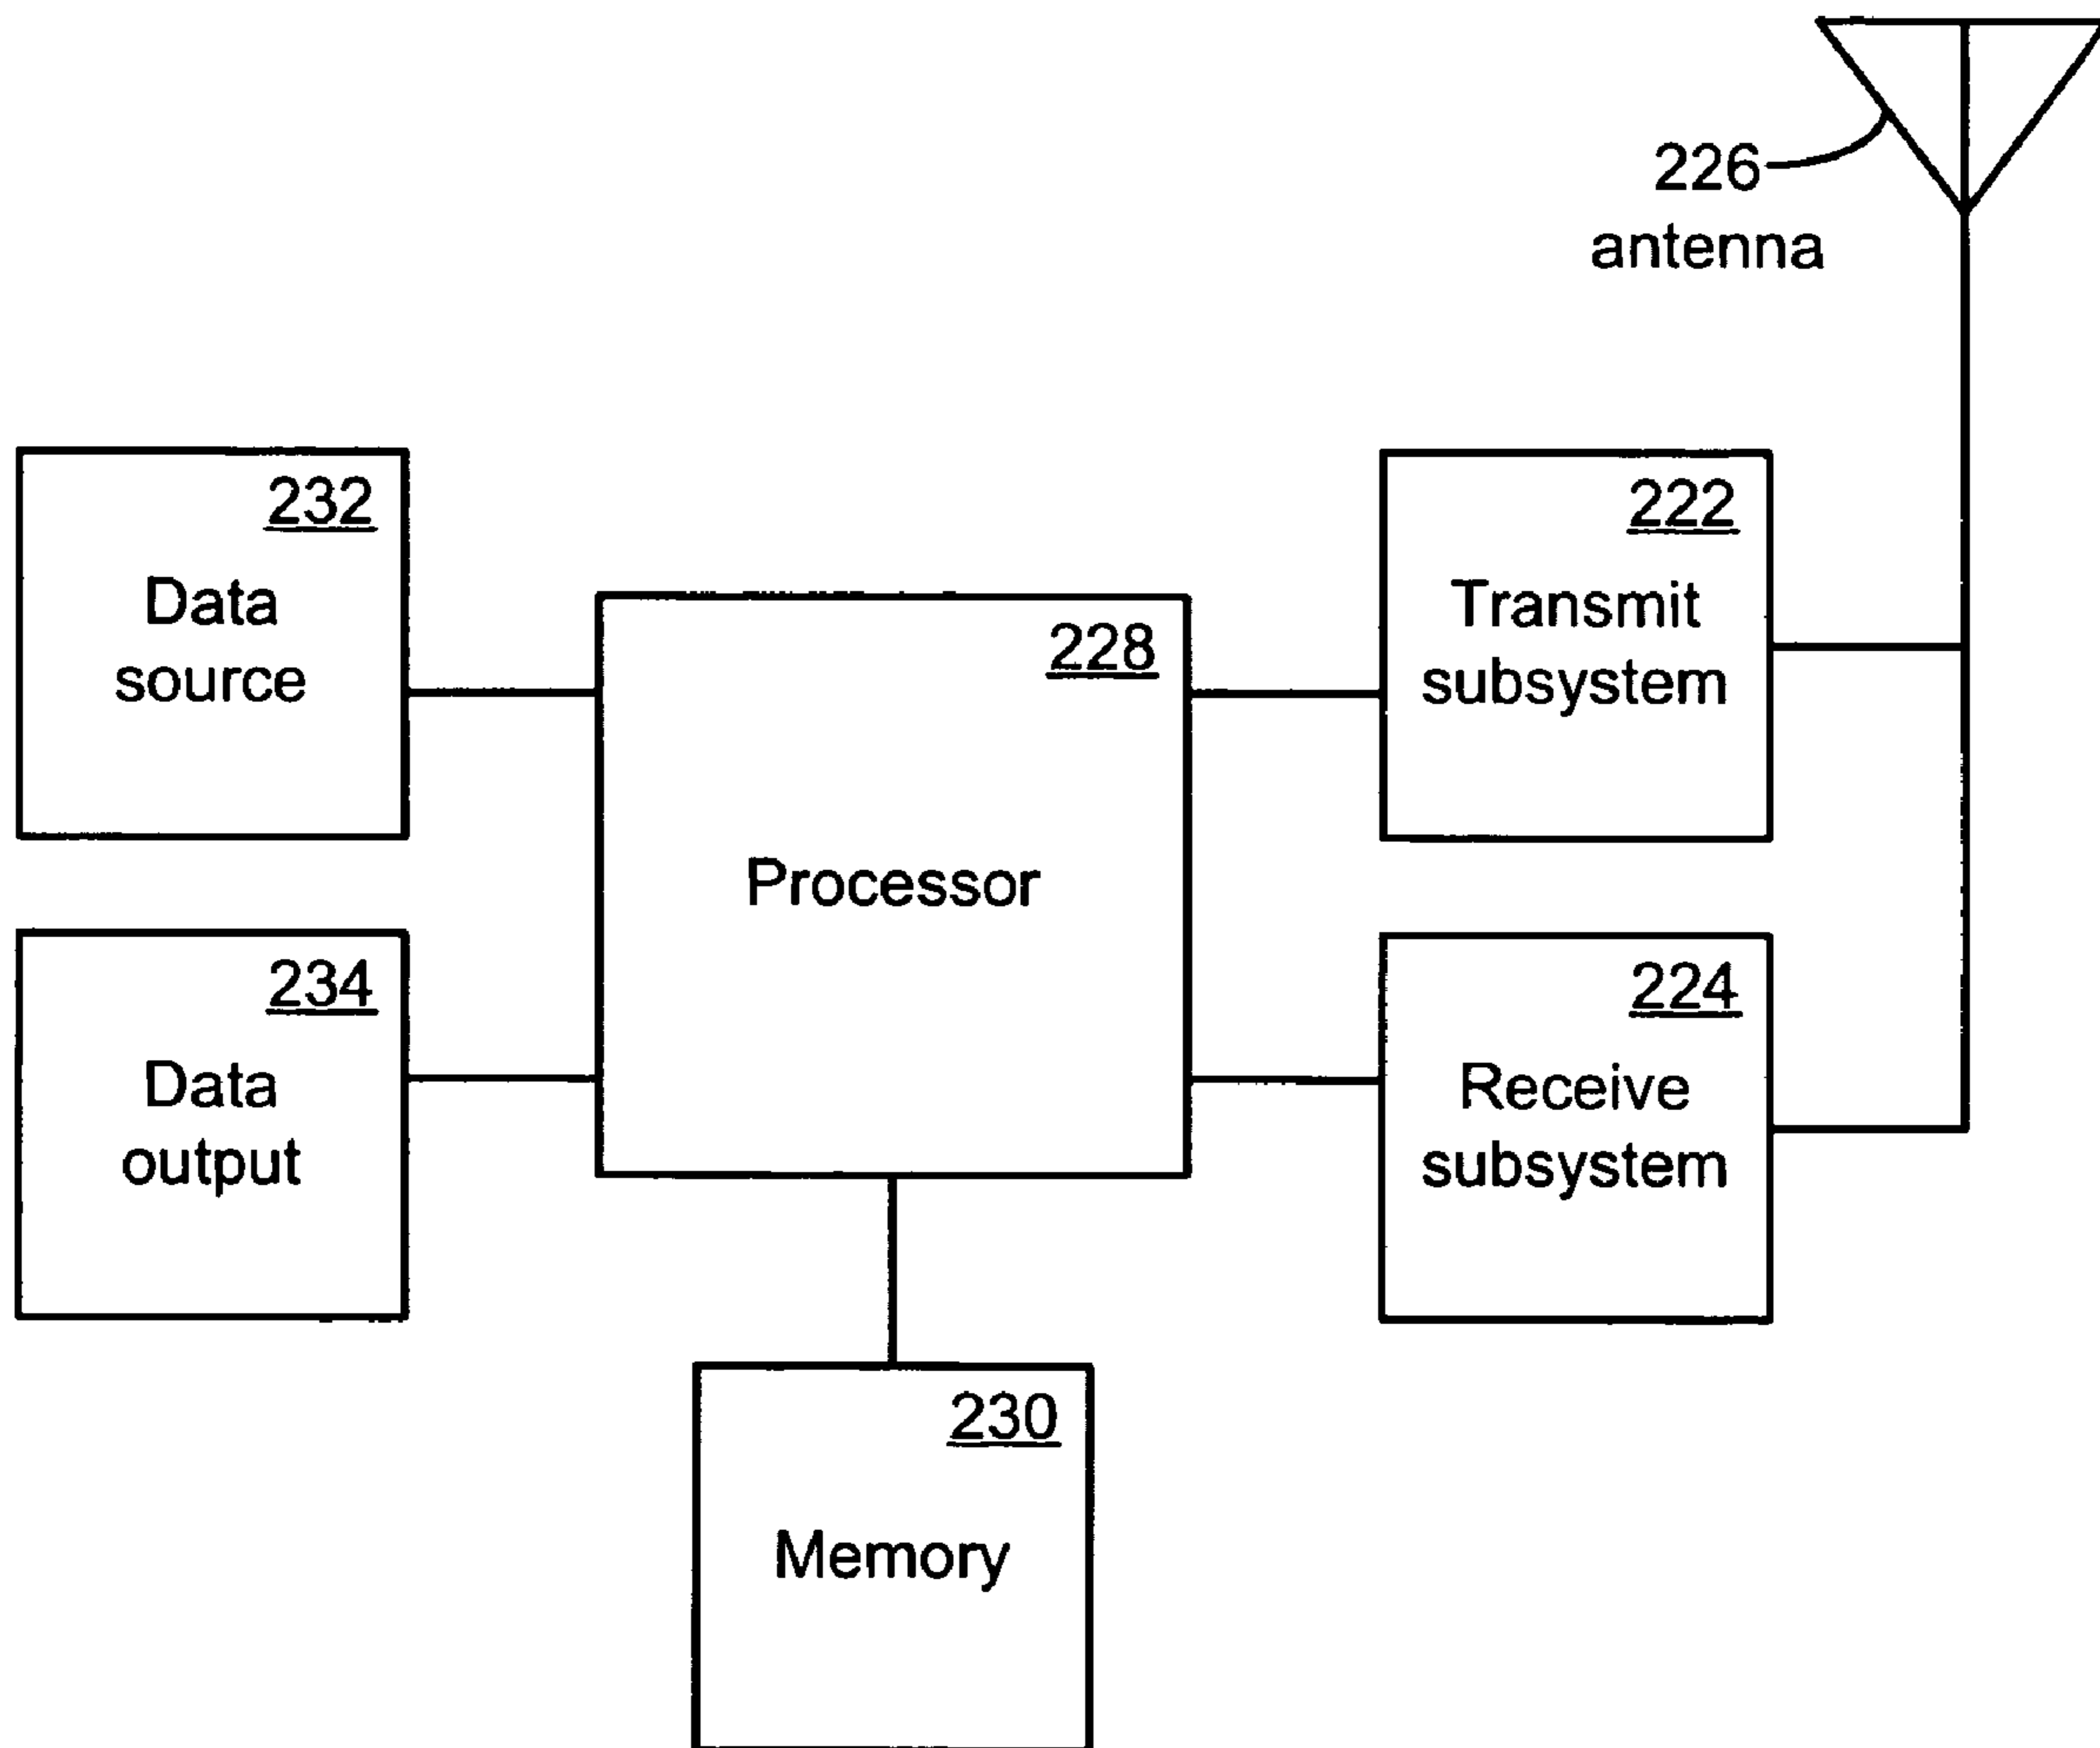 226
antenna
232
Data
source
222
Transmit
subsystem
228
Processor
234
Data
output
224
Receive
subsystem
230
Memory